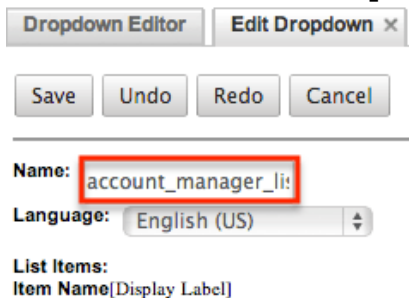 Dropdown Editor Edit Dropdown ×
Save Undo Redo Cancel
Name: account_manager_lis
Language: English (US)
List Items:
Item Name[Display Label]